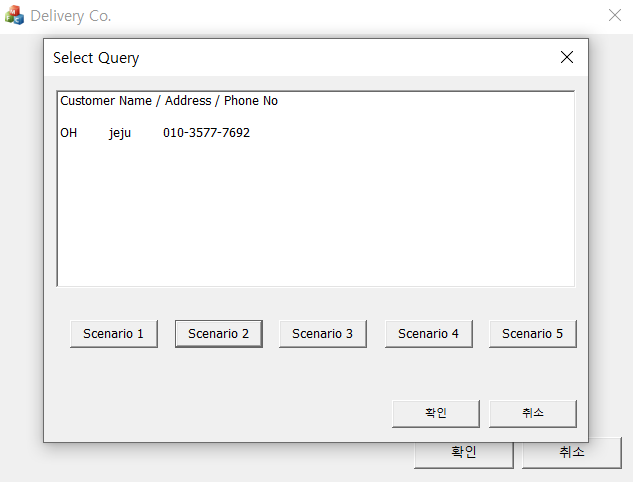 Delivery Co.
Select Query
Customer Name / Address / Phone No
OH jeju 010-3577-7692
Scenario 1 Scenario 2 Scenario 3 Scenario 4 Scenario 5
확인 취소
확인 취소